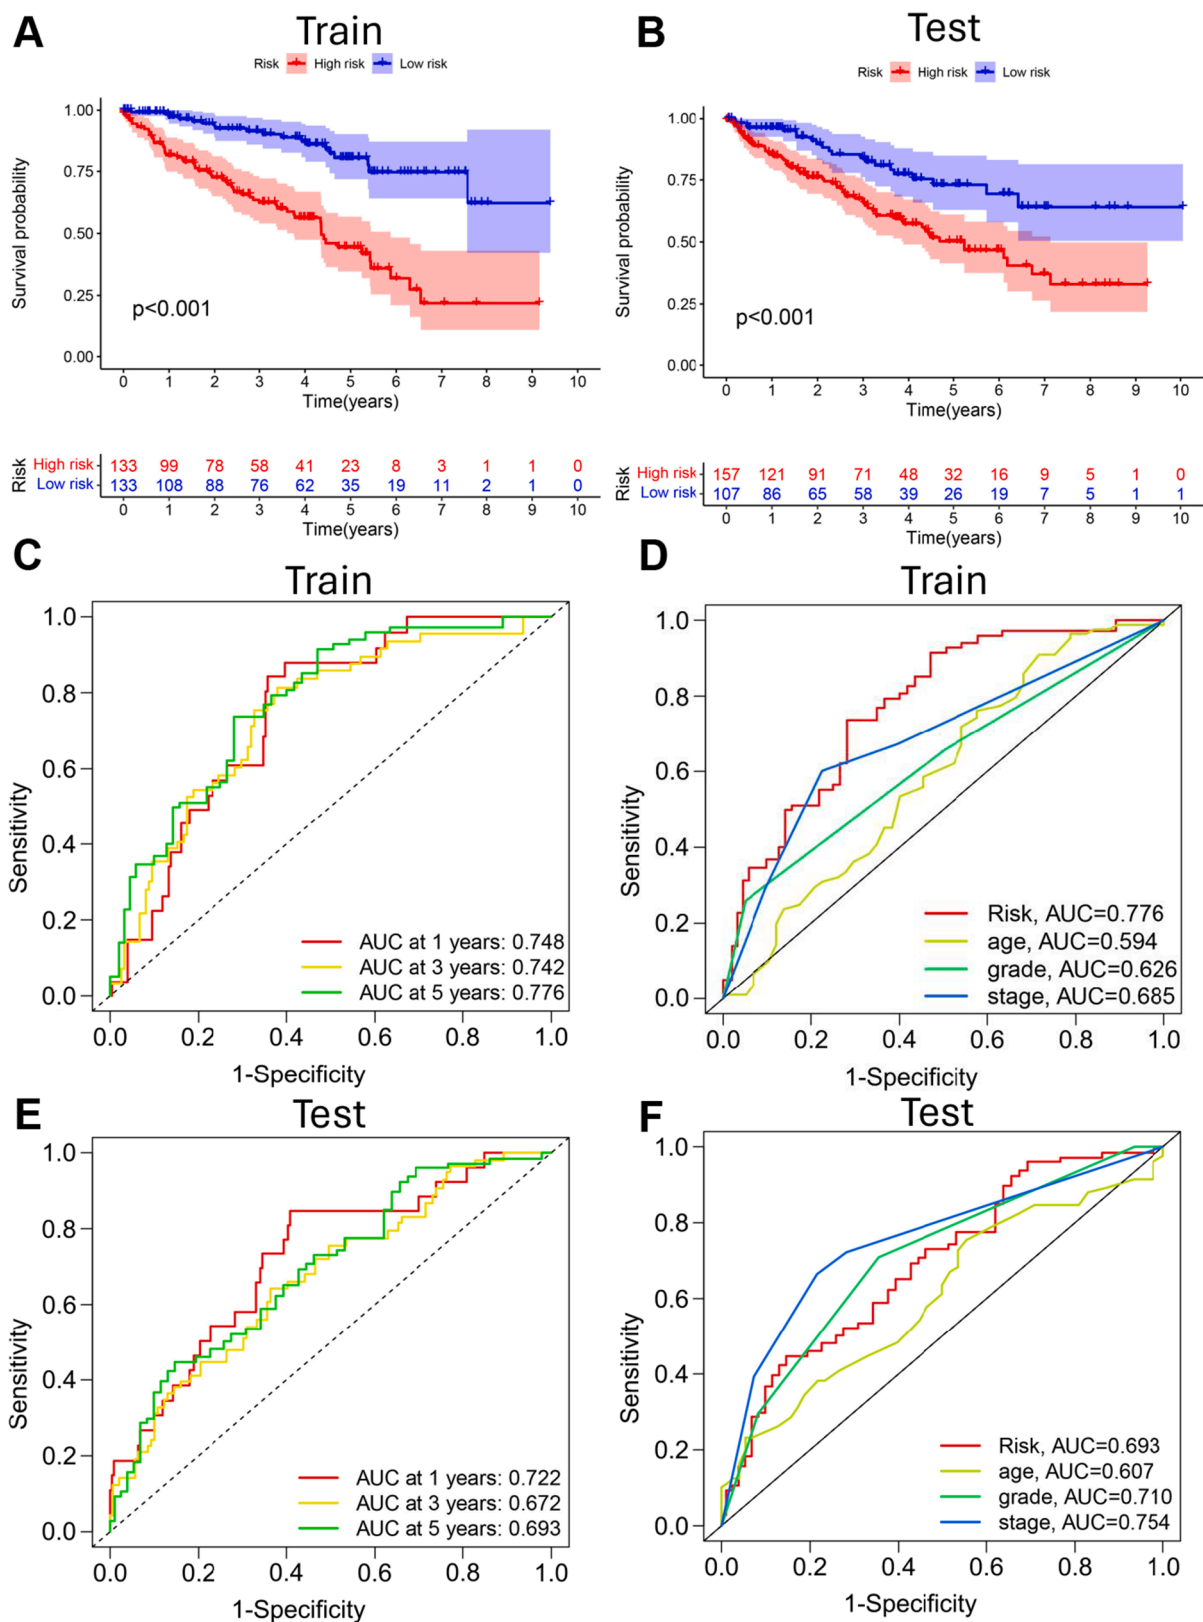 A
Train
Risk High risk Low risk
Survival probability
1.00
0.75
0.50
0.25
0.00
p<0.001
0 1 2 3 4 5 6 7 8 9 10
Time(years)
Risk
High risk 133 99 78 58 41 23 8 3 1 1 0
Low risk 133 108 88 76 62 35 19 11 2 1 0
0 1 2 3 4 5 6 7 8 9 10
Time(years)
B
Test
Risk High risk Low risk
Survival probability
1.00
0.75
0.50
0.25
0.00
p<0.001
0 1 2 3 4 5 6 7 8 9 10
Time(years)
Risk
High risk 157 121 91 71 48 32 16 9 5 1 0
Low risk 107 86 65 58 39 26 19 7 5 1 1
0 1 2 3 4 5 6 7 8 9 10
Time(years)
C
Train
Sensitivity
1.0
0.8
0.6
0.4
0.2
0.0
AUC at 1 years: 0.748
AUC at 3 years: 0.742
AUC at 5 years: 0.776
0.0 0.2 0.4 0.6 0.8 1.0
1-Specificity
D
Train
Sensitivity
1.0
0.8
0.6
0.4
0.2
0.0
Risk, AUC=0.776
age, AUC=0.594
grade, AUC=0.626
stage, AUC=0.685
0.0 0.2 0.4 0.6 0.8 1.0
1-Specificity
E
Test
Sensitivity
1.0
0.8
0.6
0.4
0.2
0.0
AUC at 1 years: 0.722
AUC at 3 years: 0.672
AUC at 5 years: 0.693
0.0 0.2 0.4 0.6 0.8 1.0
1-Specificity
F
Test
Sensitivity
1.0
0.8
0.6
0.4
0.2
0.0
Risk, AUC=0.693
age, AUC=0.607
grade, AUC=0.710
stage, AUC=0.754
0.0 0.2 0.4 0.6 0.8 1.0
1-Specificity